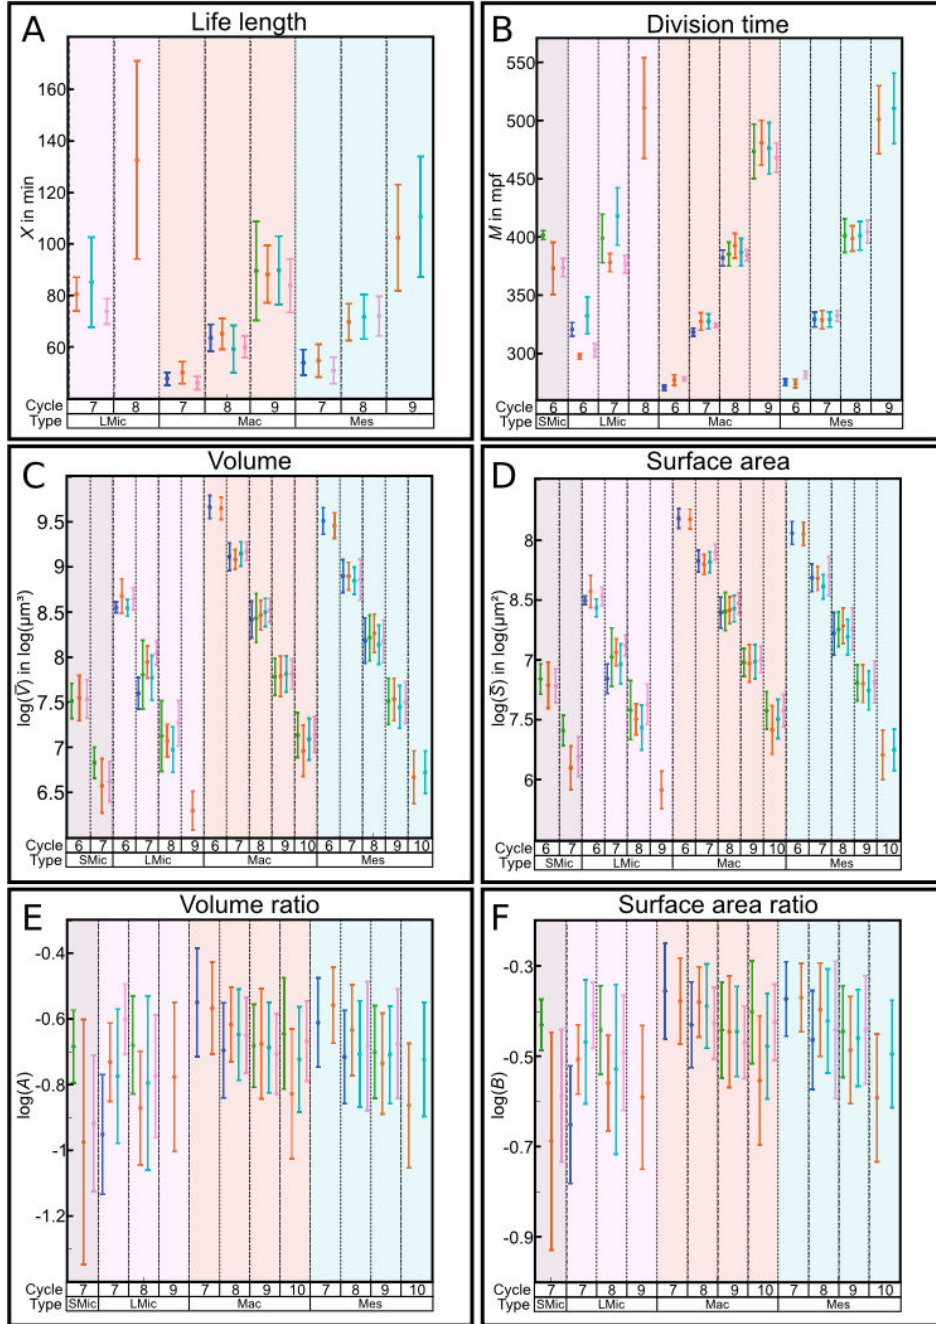 A
Life length
X in min
160
140
120
100
80
60
Cycle 7 8 7 8 9 7 8 9
Type LMic Mac Mes
B
Division time
M in mpf
550
500
450
400
350
300
Cycle 6 6 7 8 6 7 8 9 6 7 8 9
Type SMic LMic Mac Mes
C
Volume
log(V̄) in log(µm³)
9.5
9
8.5
8
7.5
7
6.5
Cycle 6 7 6 7 8 9 6 7 8 9 10 6 7 8 9 10
Type SMic LMic Mac Mes
D
Surface area
log(S̄) in log(µm²)
8
8.5
7
7.5
6
Cycle 6 7 6 7 8 9 6 7 8 9 10 6 7 8 9 10
Type SMic LMic Mac Mes
E
Volume ratio
log(A)
-0.4
-0.6
-0.8
-1
-1.2
Cycle 7 7 8 9 7 8 9 10 7 8 9 10
Type SMic LMic Mac Mes
F
Surface area ratio
log(B)
-0.3
-0.5
-0.7
-0.9
Cycle 7 7 8 9 7 8 9 10 7 8 9 10
Type SMic LMic Mac Mes